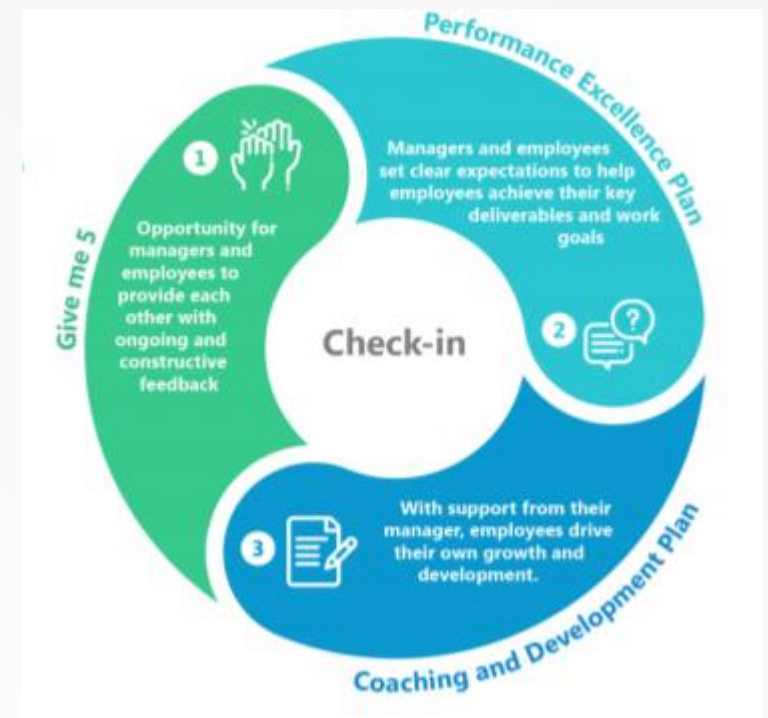 Performance Excellence Plan
Managers and employees
set clear expectations to help
employees achieve their key
deliverables and work
goals
2
Give me 5
1
Opportunity for
managers and
employees to
provide each
other with
ongoing and
constructive
feedback
Check-in
3
With support from their
manager, employees drive
their own growth and
development.
Coaching and Development Plan